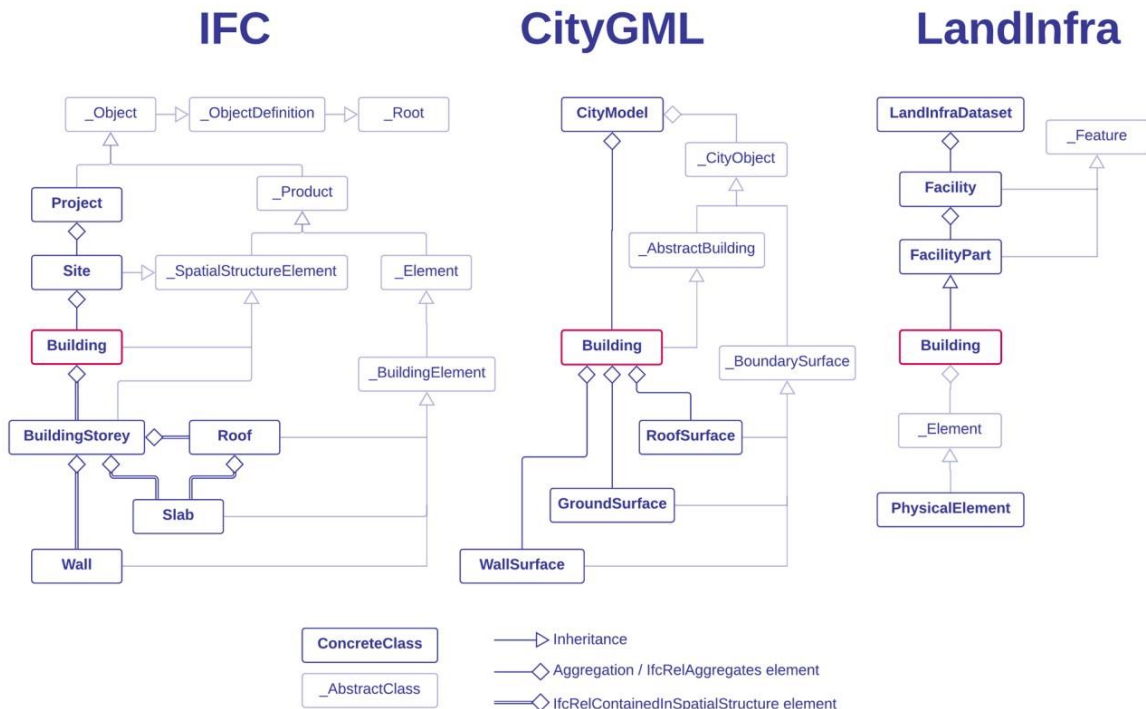 IFC
CityGML
LandInfra
_Object
_ObjectDefinition
_Root
CityModel
LandInfraDataset
_Feature
_CityObject
_Product
Facility
Project
_AbstractBuilding
FacilityPart
Site
_SpatialStructureElement
_Element
Building
Building
Building
_BuildingElement
_BoundarySurface
BuildingStorey
Roof
RoofSurface
_Element
Slab
GroundSurface
PhysicalElement
Wall
WallSurface
ConcreteClass
Inheritance
Aggregation / IfcRelAggregates element
_AbstractClass
IfcRelContainedInSpatialStructure element